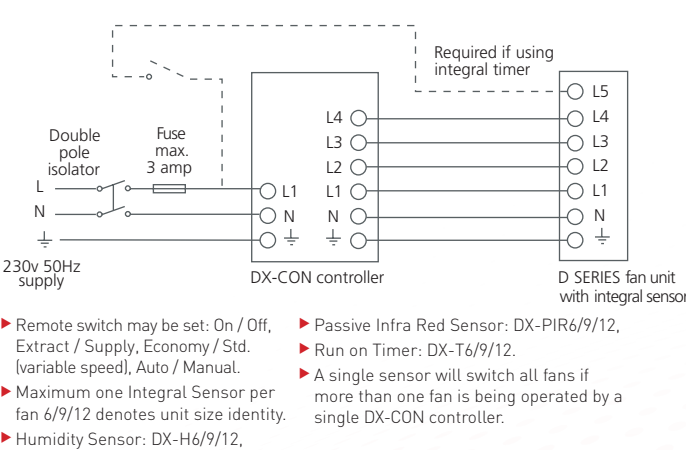 Required if using
integral timer
L5
L4
L4
L3
L3
L2
L2
L1
L1
L1
N
N
N
Double
pole
isolator
Fuse
max.
3 amp
L
N
230v 50Hz
supply
DX-CON controller
D SERIES fan unit
with integral sensor
Remote switch may be set: On / Off,
Extract / Supply, Economy / Std.
(variable speed), Auto / Manual.
Maximum one Integral Sensor per
fan 6/9/12 denotes unit size identity.
Humidity Sensor: DX-H6/9/12,
Passive Infra Red Sensor: DX-PIR6/9/12,
Run on Timer: DX-T6/9/12.
A single sensor will switch all fans if
more than one fan is being operated by a
single DX-CON controller.